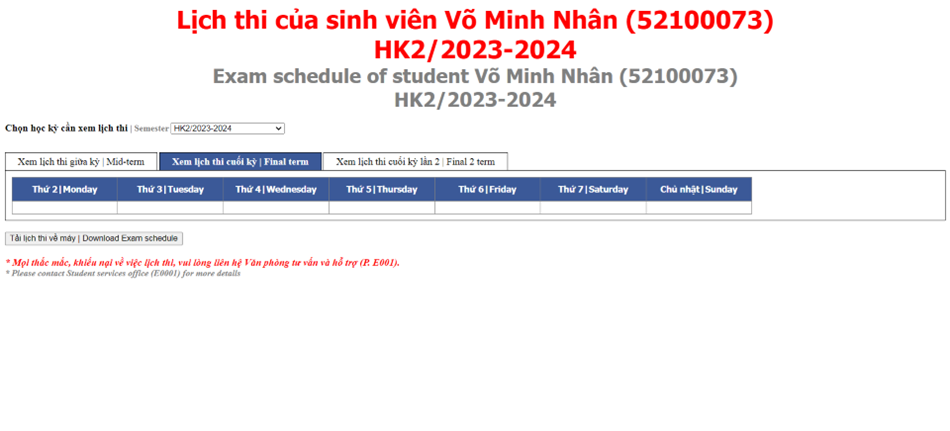 Lịch thi của sinh viên Võ Minh Nhân (52100073)
HK2/2023-2024
Exam schedule of student Võ Minh Nhân (52100073)
HK2/2023-2024
Chọn học kỳ cần xem lịch thi | Semester HK2/2023-2024
Xem lịch thi giữa kỳ | Mid-term Xem lịch thi cuối kỳ | Final term Xem lịch thi cuối kỳ lần 2 | Final 2 term
Thứ 2|Monday Thứ 3|Tuesday Thứ 4|Wednesday Thứ 5|Thursday Thứ 6|Friday Thứ 7|Saturday Chủ nhật|Sunday
Tải lịch thi về máy | Download Exam schedule
* Mọi thắc mắc, khiếu nại về việc lịch thi, vui lòng liên hệ Văn phòng tư vấn và hỗ trợ (P. E001).
* Please contact Student services office (E0001) for more details